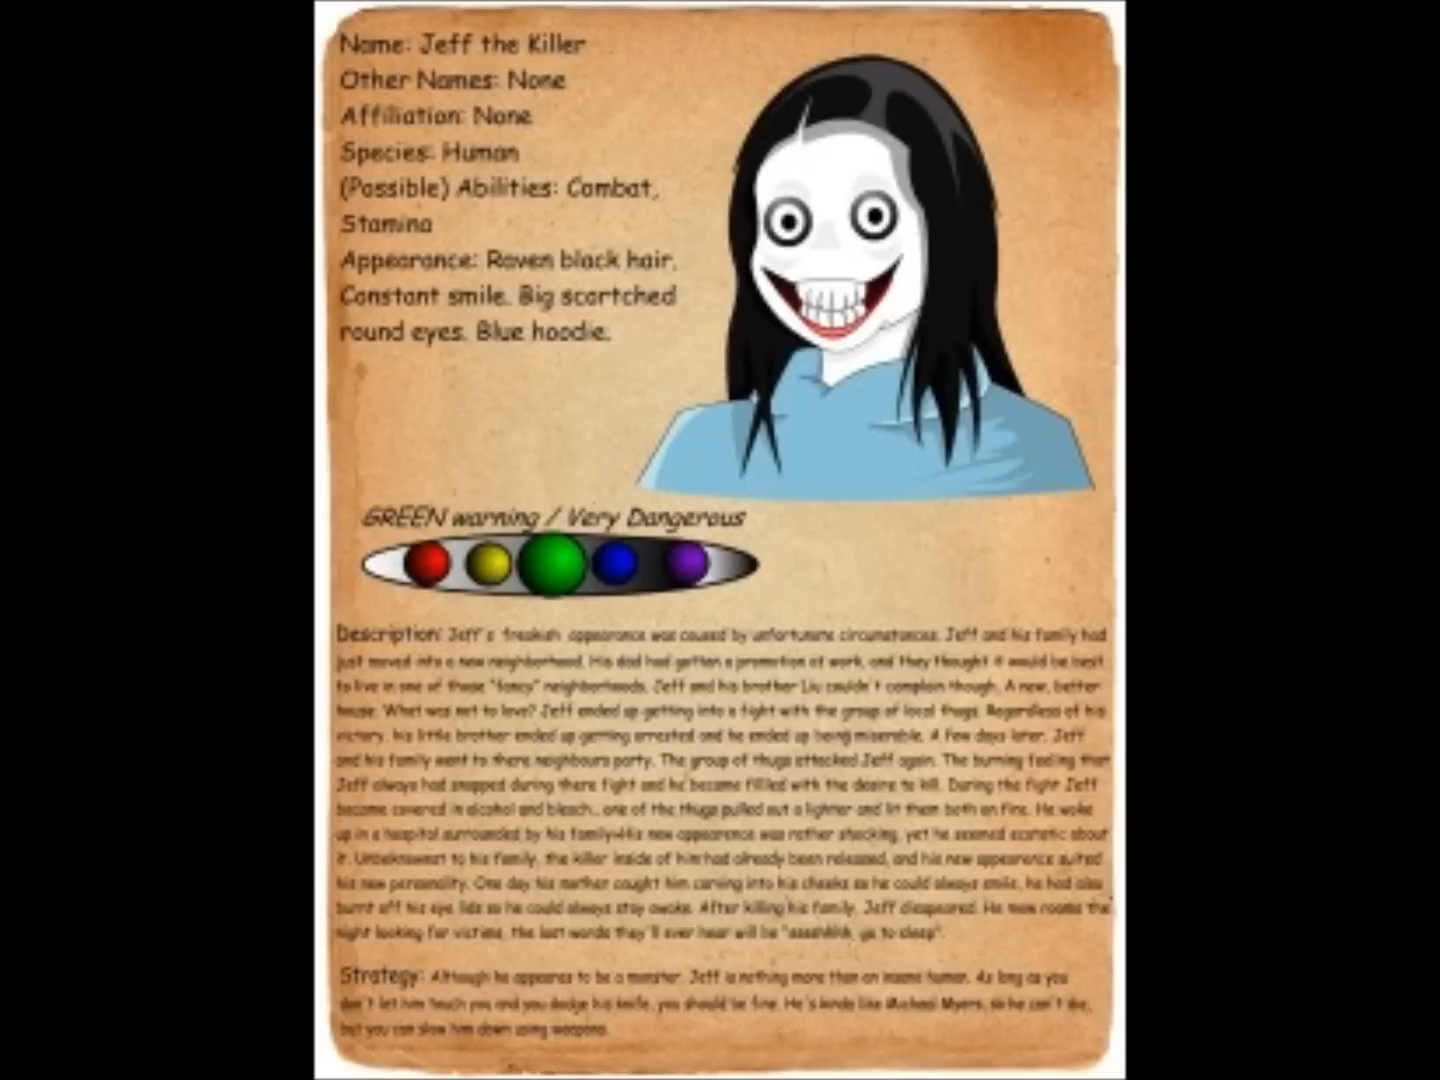 Name: Jeff the Killer
Other Names: None
Affiliation: None
Species: Human
(Possible) Abilities: Combat,
Stamina
Appearance: Raven black hair.
Constant smile. Big scortched
round eyes. Blue hoodie.
GREEN warning / Very Dangerous
Description: Jeff's freakish appearance was caused by unfortunate circumstances. Jeff and his family had
just moved into a new neighborhood. His dad had gotten a promotion at work, and they thought it would be best
to live in one of those "fancy" neighborhoods. Jeff and his brother Liu couldn't complain though. A new, better
house. What was not to love? Jeff ended up getting into a fight with the group of local thugs. Regardless of his
victory, his little brother ended up getting arrested and he ended up being miserable. A few days later, Jeff
and his family went to there neighbours party. The group of thugs attacked Jeff again. The burning feeling that
Jeff always had snapped during there fight and he became filled with the desire to kill. During the fight Jeff
became covered in alcohol and bleach.. one of the thugs pulled out a lighter and lit them both on fire. He woke
up in a hospital surrounded by his family. His new appearence was rather shocking, yet he seemed ecstatic about
it. Unbeknownst to his family, the killer inside of him had already been released, and his new appearance suited
his new personality. One day his mother caught him carving into his cheeks so he could always smile, he had also
burnt off his eye lids so he could always stay awake. After killing his family, Jeff disappeared. He now roams the
night looking for victims, the last words they'll ever hear will be go to sleep".
Strategy: Although he appears to be a monster, Jeff is nothing more than an insane human. As long as you
don't let him touch you and you dodge his knife, you should be fine. He's kinda like Micheal Myers, so he can't die,
but you can slow him down using weapons.